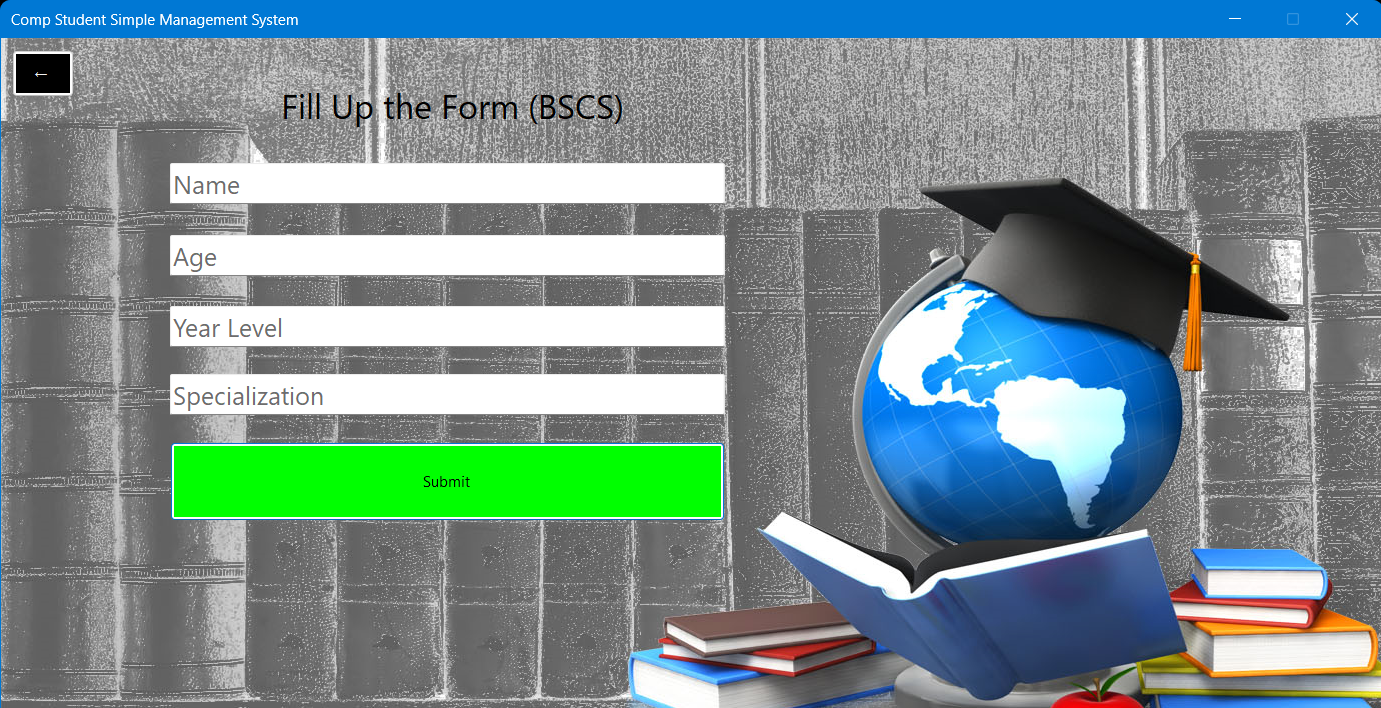 Comp Student Simple Management System
←
Fill Up the Form (BSCS)
Name
Age
Year Level
Specialization
Submit